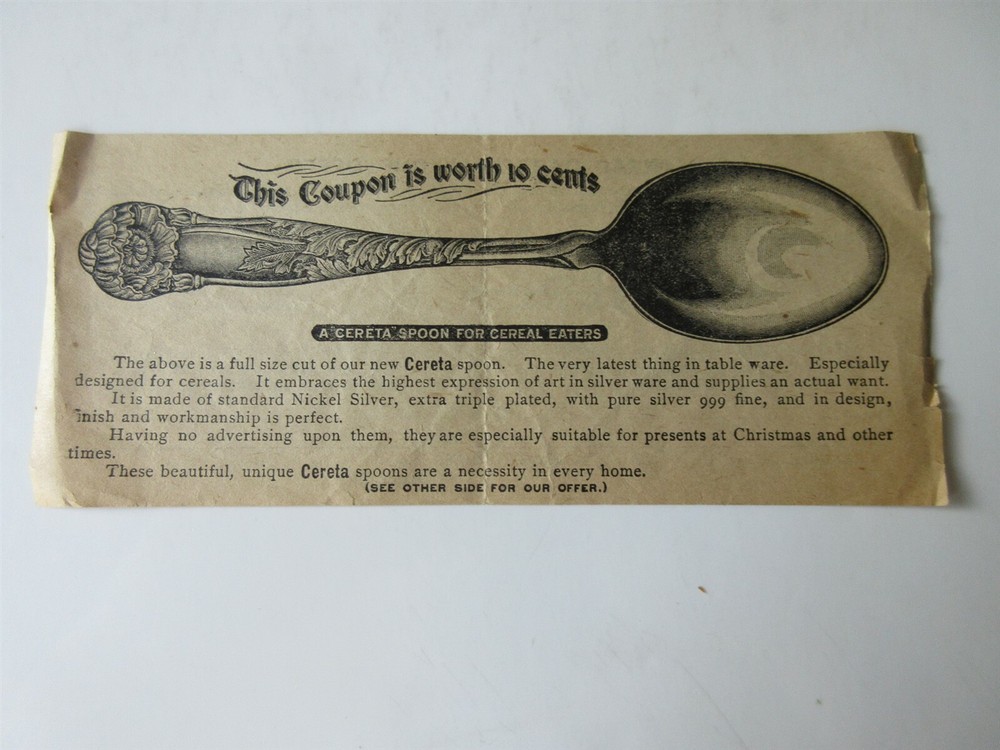 This Coupon is worth 10 cents
A "CERETA" SPOON FOR CEREAL EATERS
The above is a full size cut of our new Cereta spoon. The very latest thing in table ware. Especially
designed for cereals. It embraces the highest expression of art in silver ware and supplies an actual want.
It is made of standard Nickel Silver, extra triple plated, with pure silver 999 fine, and in design,
finish and workmanship is perfect.
Having no advertising upon them, they are especially suitable for presents at Christmas and other
times.
These beautiful, unique Cereta spoons are a necessity in every home.
(SEE OTHER SIDE FOR OUR OFFER.)